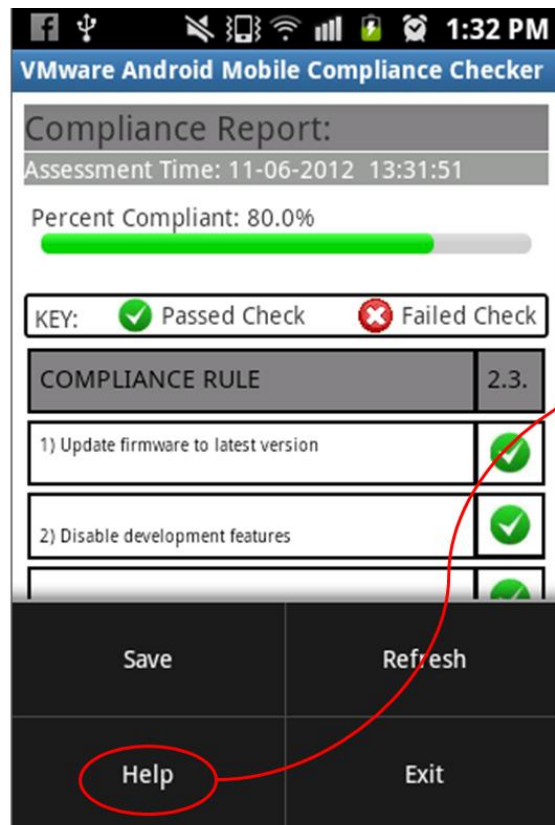 1:32 PM
VMware Android Mobile Compliance Checker
Compliance Report:
Assessment Time: 11-06-2012 13:31:51
Percent Compliant: 80.0%
KEY: Passed Check Failed Check
COMPLIANCE RULE 2.3.
1) Update firmware to latest version
2) Disable development features
Save Refresh
Help Exit